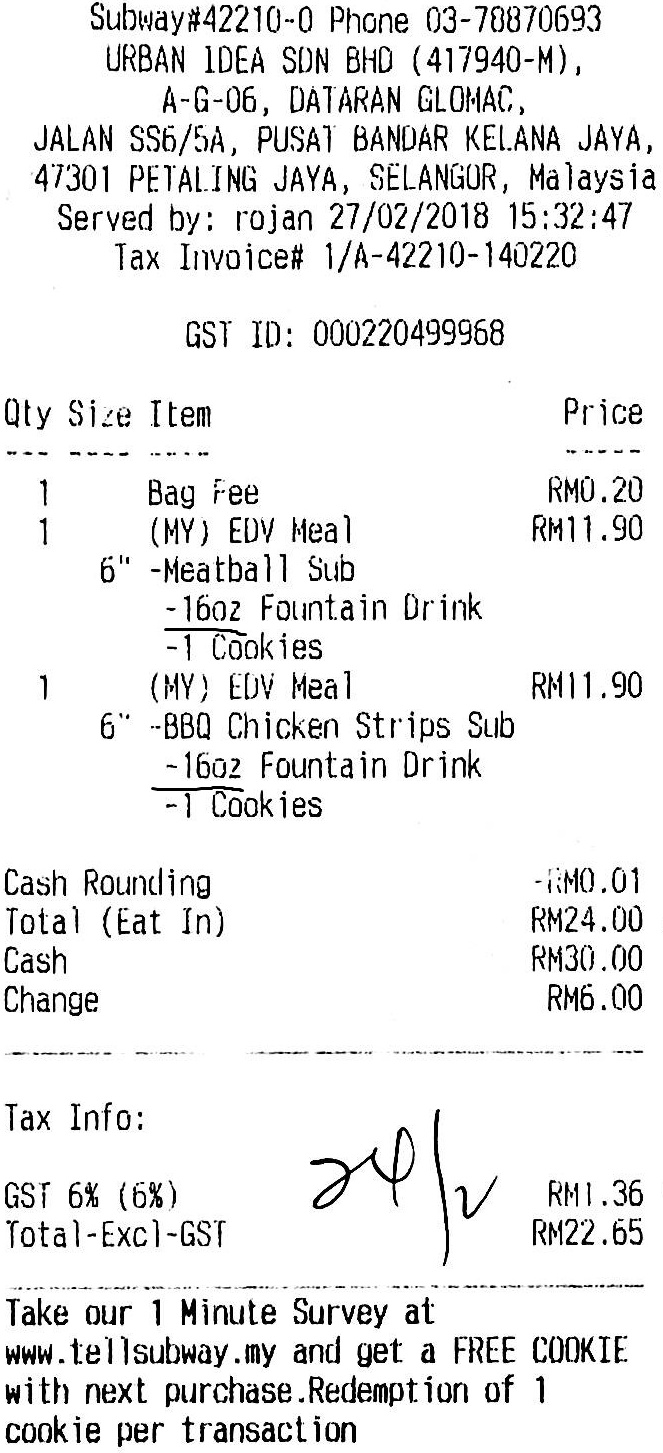 Subway#42210-0 Phone 03-78870693
URBAN IDEA SDN BHD (417940-M),
A-G-06, DATARAN GLOMAC,
JALAN SS6/5A, PUSAT BANDAR KELANA JAYA,
47301 PETALING JAYA, SELANGOR, Malaysia
Served by: rojan 27/02/2018 15:32:47
Tax Invoice# 1/A-42210-140220
GST ID: 000220499968
Qty Size Item Price
--- ---- ---- -----
1 Bag Fee RM0.20
1 (MY) EDV Meal RM11.90
6" -Meatball Sub
-16oz Fountain Drink
-1 Cookies
1 (MY) EDV Meal RM11.90
6" -BBQ Chicken Strips Sub
-16oz Fountain Drink
-1 Cookies
Cash Rounding -RM0.01
Total (Eat In) RM24.00
Cash RM30.00
Change RM6.00
Tax Info:
GST 6% (6%) RM1.36
Total-Excl-GST RM22.65
Take our 1 Minute Survey at
www.tellsubway.my and get a FREE COOKIE
with next purchase.Redemption of 1
cookie per transaction